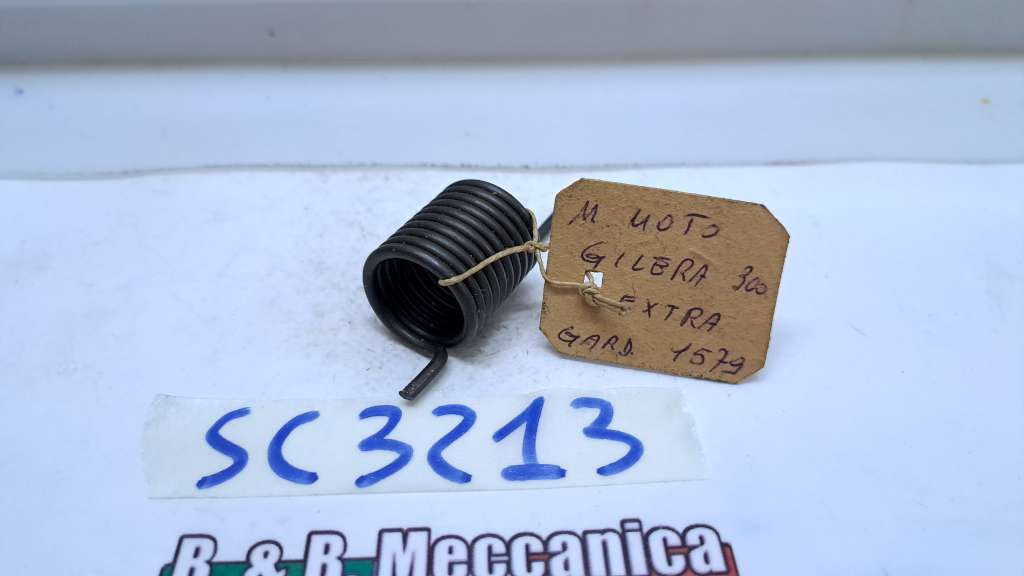 M MOTO
GILERA 300
EXTRA
GARD. 1579
SC3213
B & B Meccanica